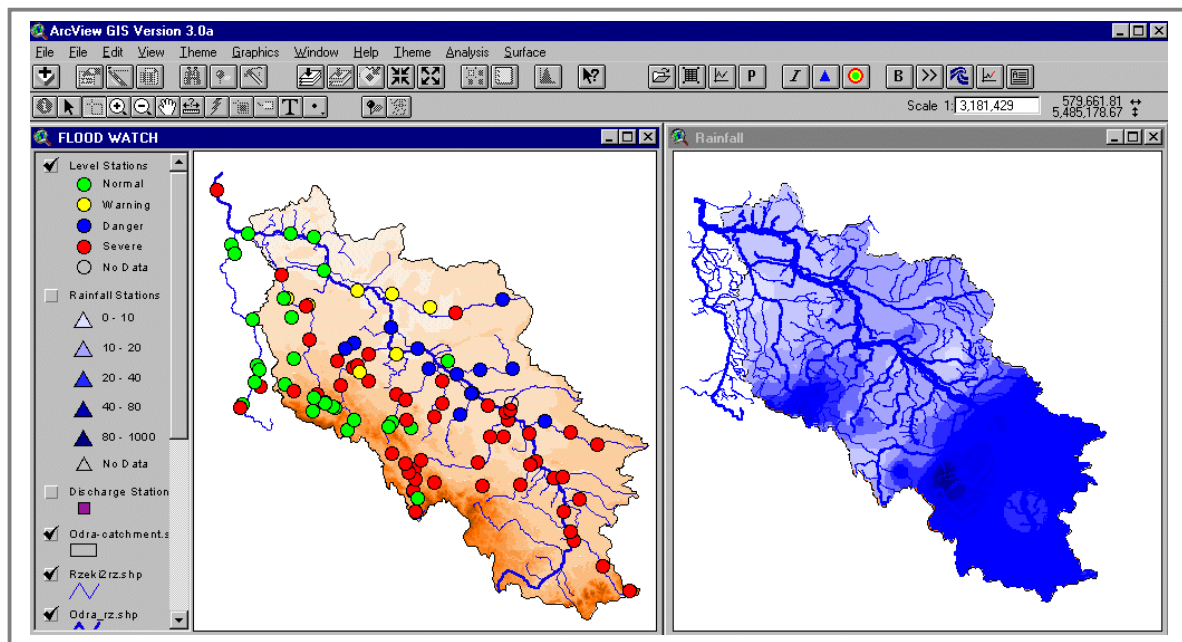 ArcView GIS Version 3.0a
File File Edit View Theme Graphics Window Help Theme Analysis Surface
P I B >>
T Scale 1: 3,181,429 579,661.81
5,485,178.67
FLOOD WATCH
Level Stations
Normal
Warning
Danger
Severe
No Data
Rainfall Stations
0 - 10
10 - 20
20 - 40
40 - 80
80 - 1000
No Data
Discharge Station
Odra-catchment.s
Rzeki2rz.shp
Odra_rz.shp
Rainfall